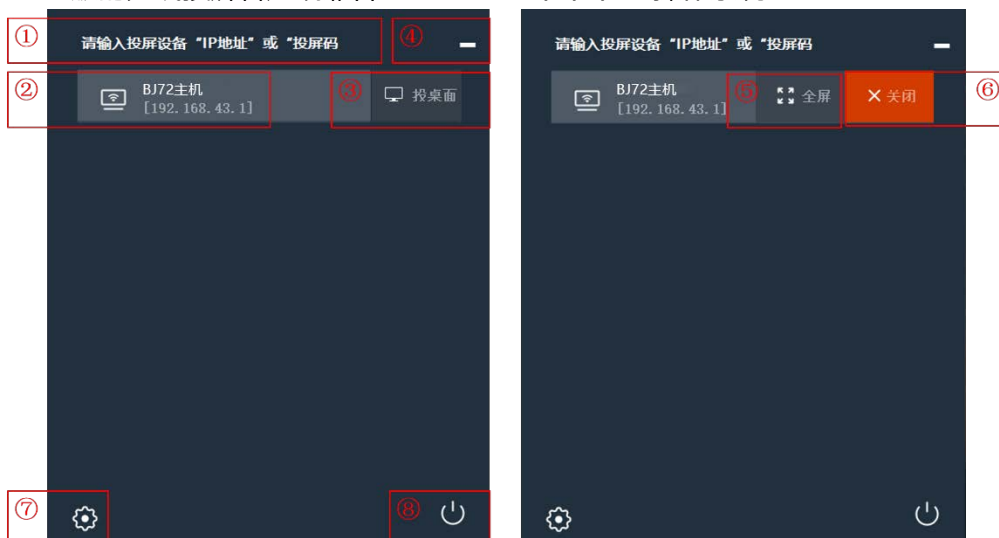 ① 请输入投屏设备 “IP地址” 或 “投屏码 ④
② BJ72主机 ③ 投桌面
[192. 168. 43. 1]
⑦ ⑧
请输入投屏设备 “IP地址” 或 “投屏码
BJ72主机 ⑤ 全屏 × 关闭 ⑥
[192. 168. 43. 1]